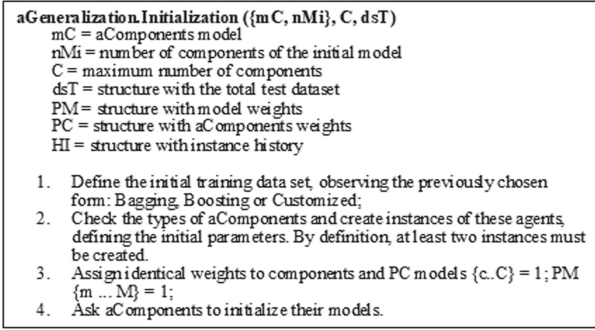 aGeneralization.Initialization ({mC, nMi}, C, dsT)
mC = aComponents model
nMi = number of components of the initial model
C = maximum number of components
dsT = structure with the total test dataset
PM = structure with model weights
PC = structure with aComponents weights
HI = structure with instance history
1. Define the initial training data set, observing the previously chosen
form: Bagging, Boosting or Customized;
2. Check the types of aComponents and create instances of these agents,
defining the initial parameters. By definition, at least two instances must
be created.
3. Assign identical weights to components and PC models {c..C} = 1; PM
{m ... M} = 1;
4. Ask aComponents to initialize their models.